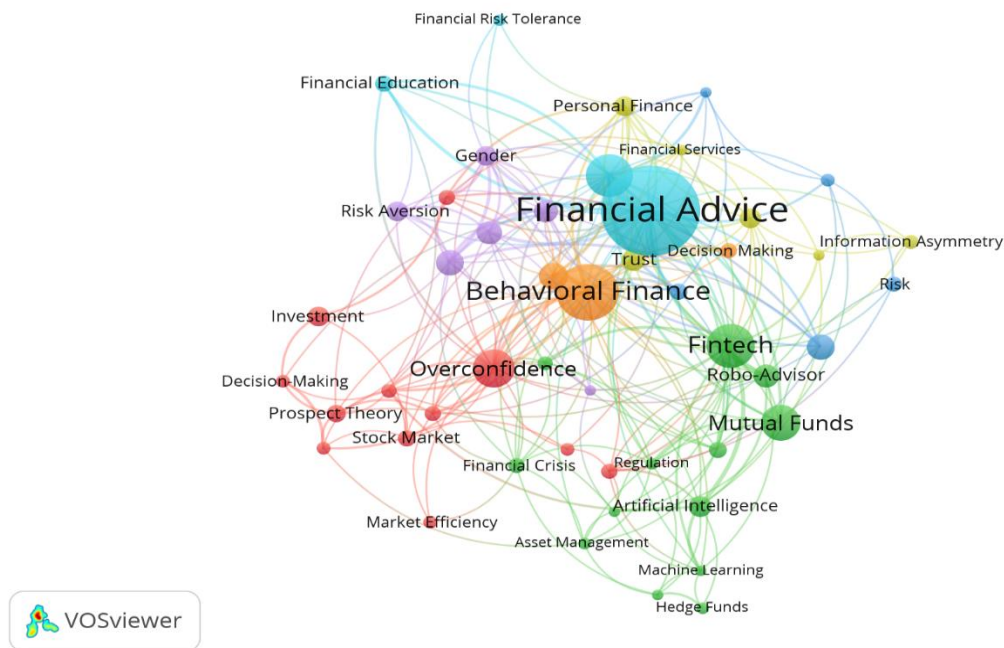 Financial Risk Tolerance
Financial Education
Personal Finance
Financial Services
Gender
Financial Advice
Risk Aversion
Information Asymmetry
Decision Making
Trust
Risk
Behavioral Finance
Investment
Fintech
Overconfidence
Robo-Advisor
Decision-Making
Prospect Theory
Mutual Funds
Stock Market
Regulation
Financial Crisis
Artificial Intelligence
Market Efficiency
Asset Management
Machine Learning
Hedge Funds
VOSviewer